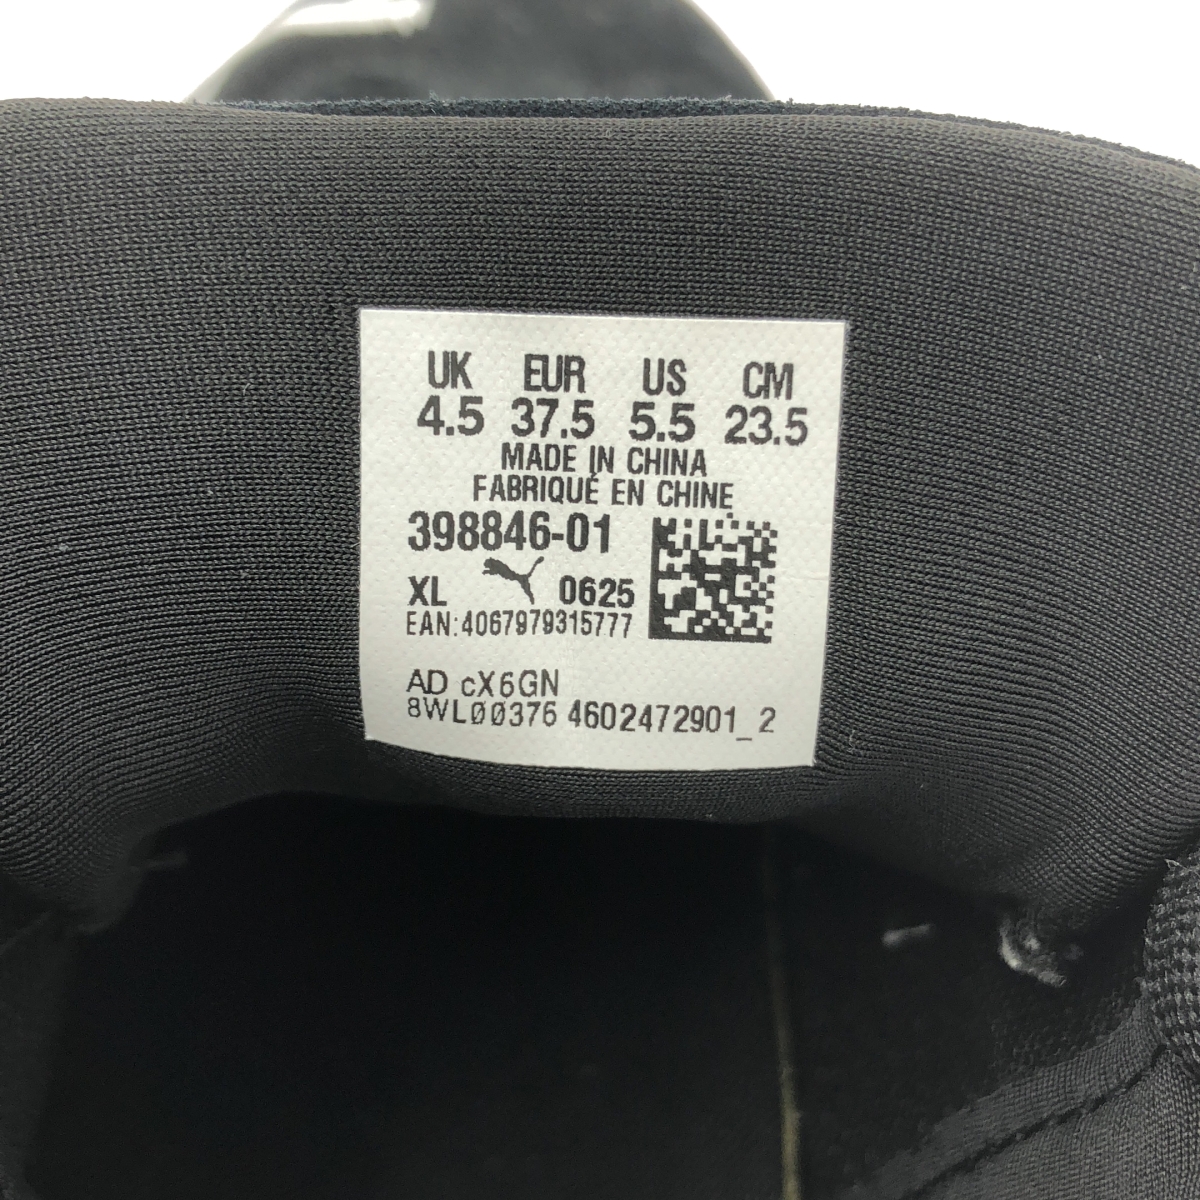 UK EUR US CM
4.5 37.5 5.5 23.5
MADE IN CHINA
FABRIQUÉ EN CHINE
398846-01
XL 0625
EAN:4067979315777
AD cX6GN
8WL00376 4602472901_2